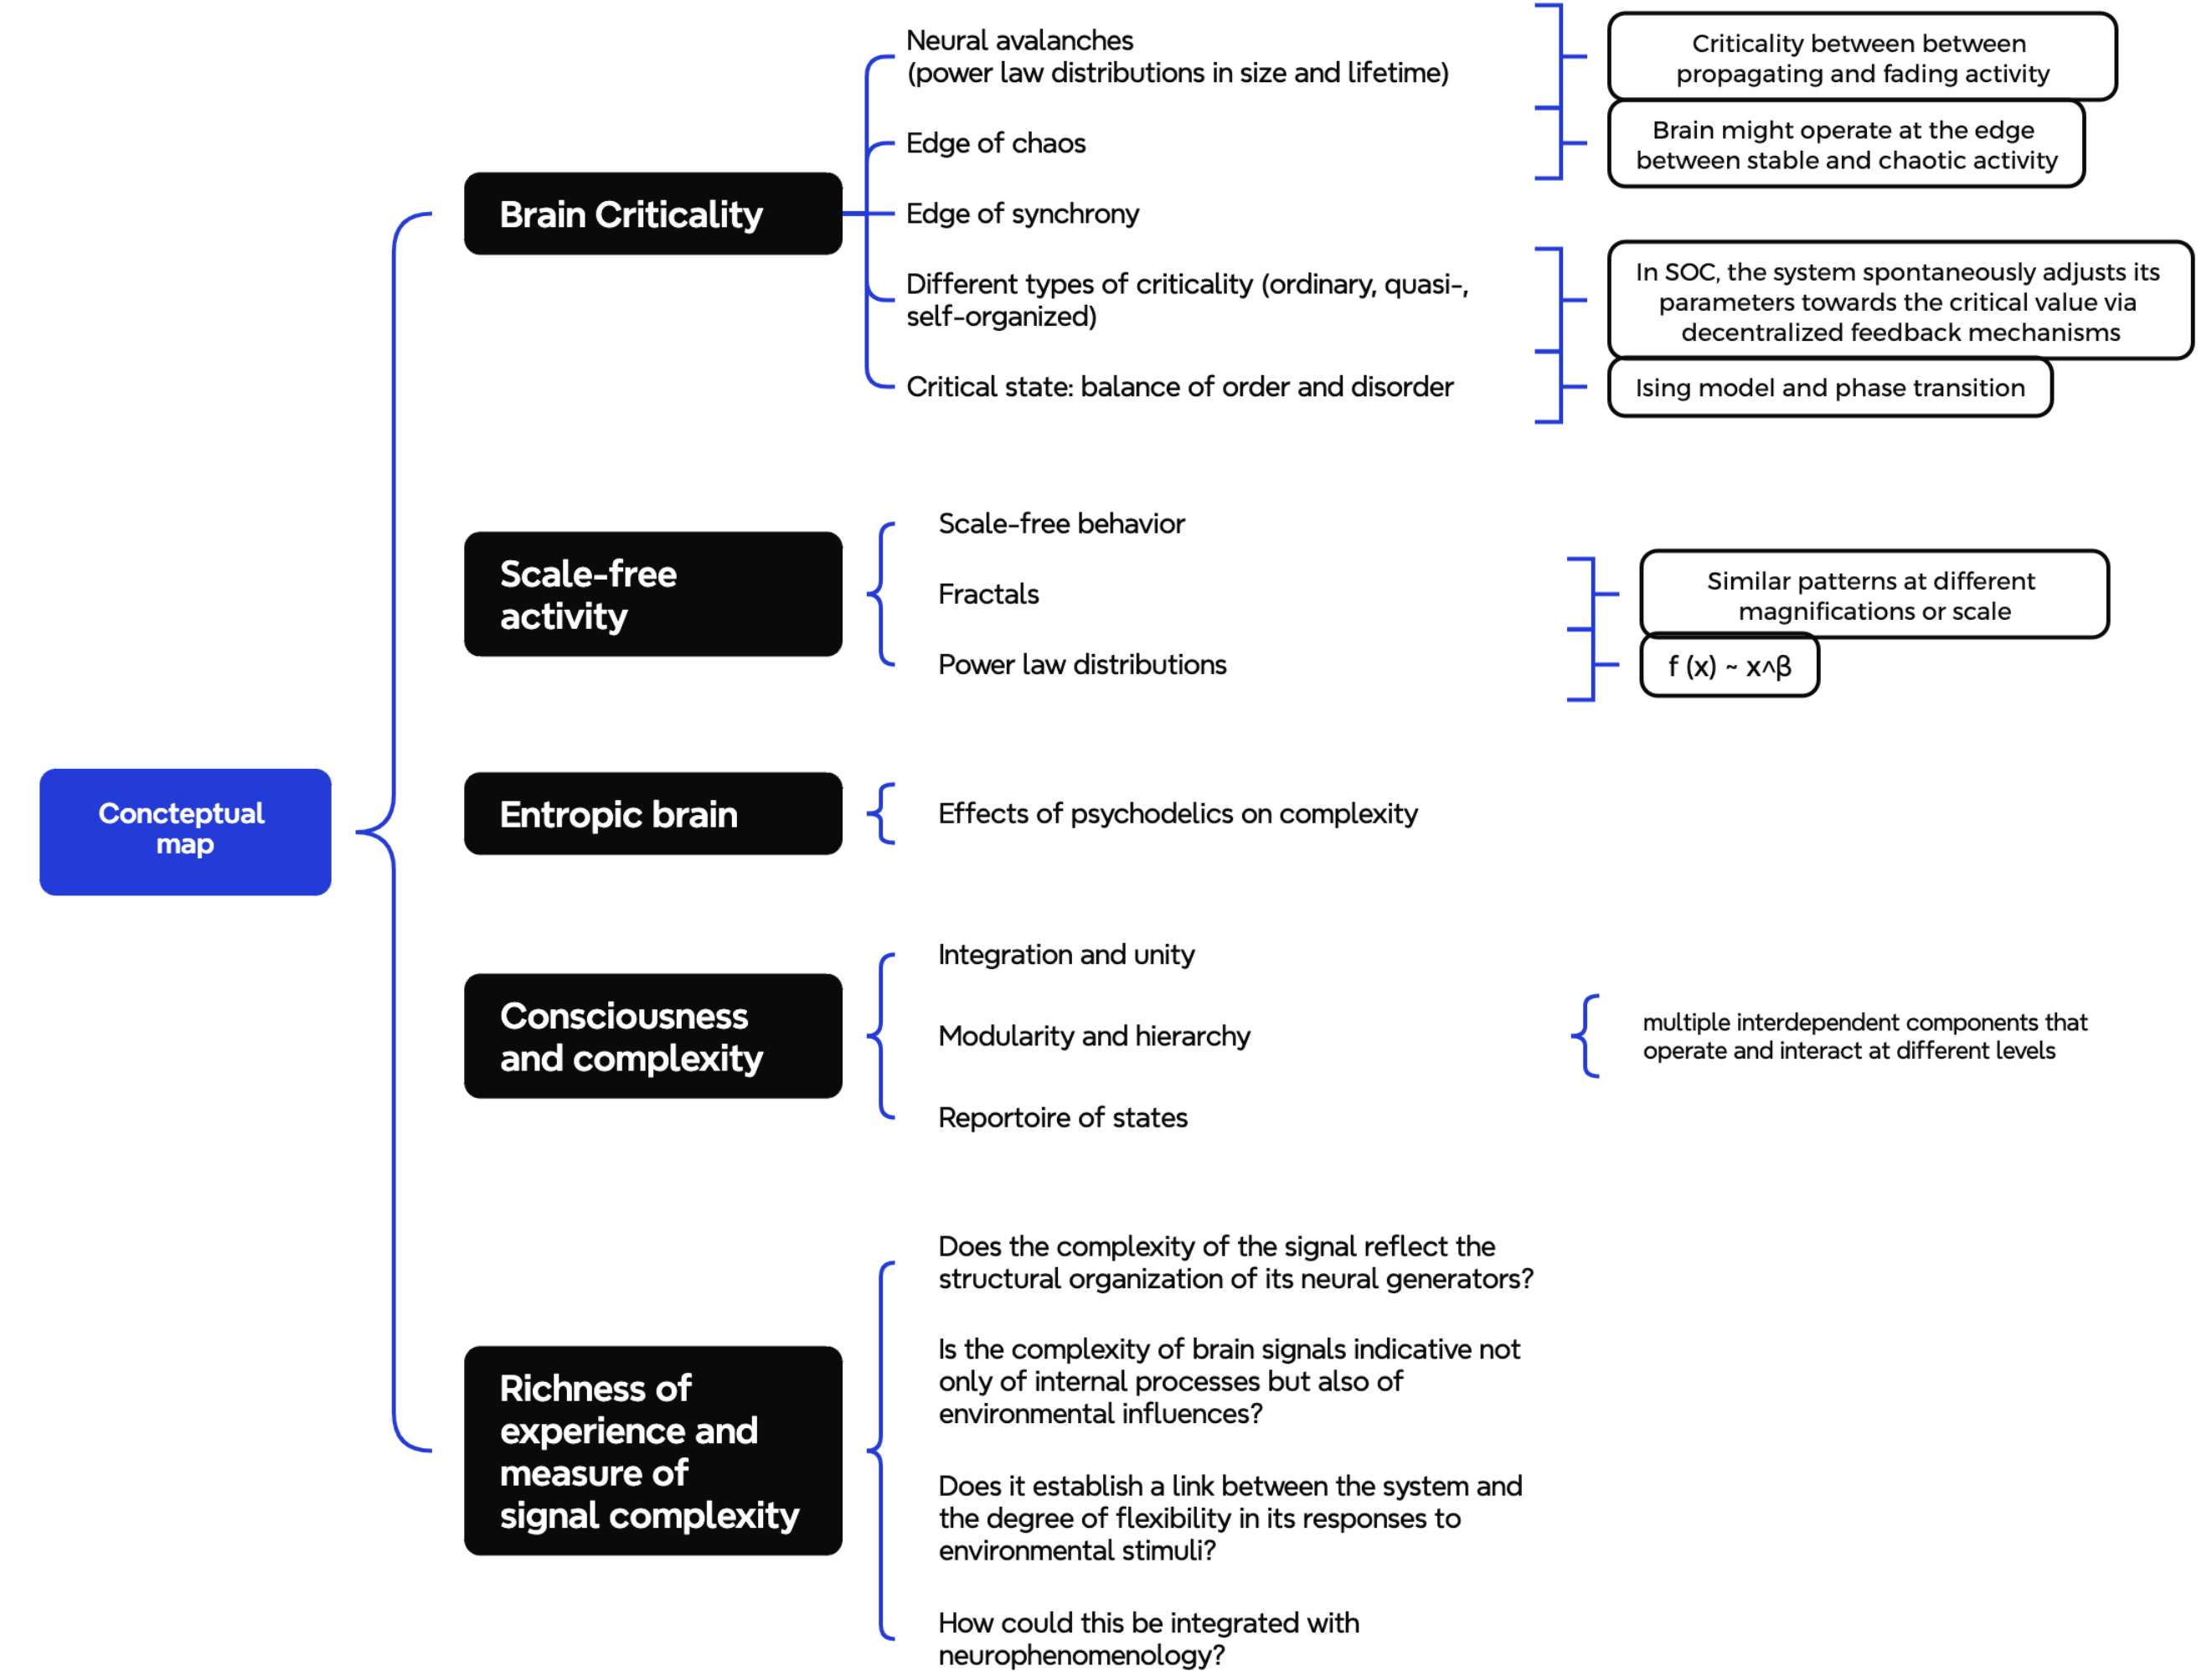 Neural avalanches
(power law distributions in size and lifetime)
Criticality between between
propagating and fading activity
Edge of chaos
Brain might operate at the edge
between stable and chaotic activity
Brain Criticality
Edge of synchrony
Different types of criticality (ordinary, quasi-,
self-organized)
In SOC, the system spontaneously adjusts its
parameters towards the critical value via
decentralized feedback mechanisms
Critical state: balance of order and disorder
Ising model and phase transition
Scale-free
activity
Scale-free behavior
Fractals
Similar patterns at different
magnifications or scale
Power law distributions
f (x) ~ x^β
Concteptual
map
Entropic brain
Effects of psychodelics on complexity
Consciousness
and complexity
Integration and unity
Modularity and hierarchy
multiple interdependent components that
operate and interact at different levels
Reportoire of states
Richness of
experience and
measure of
signal complexity
Does the complexity of the signal reflect the
structural organization of its neural generators?
Is the complexity of brain signals indicative not
only of internal processes but also of
environmental influences?
Does it establish a link between the system and
the degree of flexibility in its responses to
environmental stimuli?
How could this be integrated with
neurophenomenology?